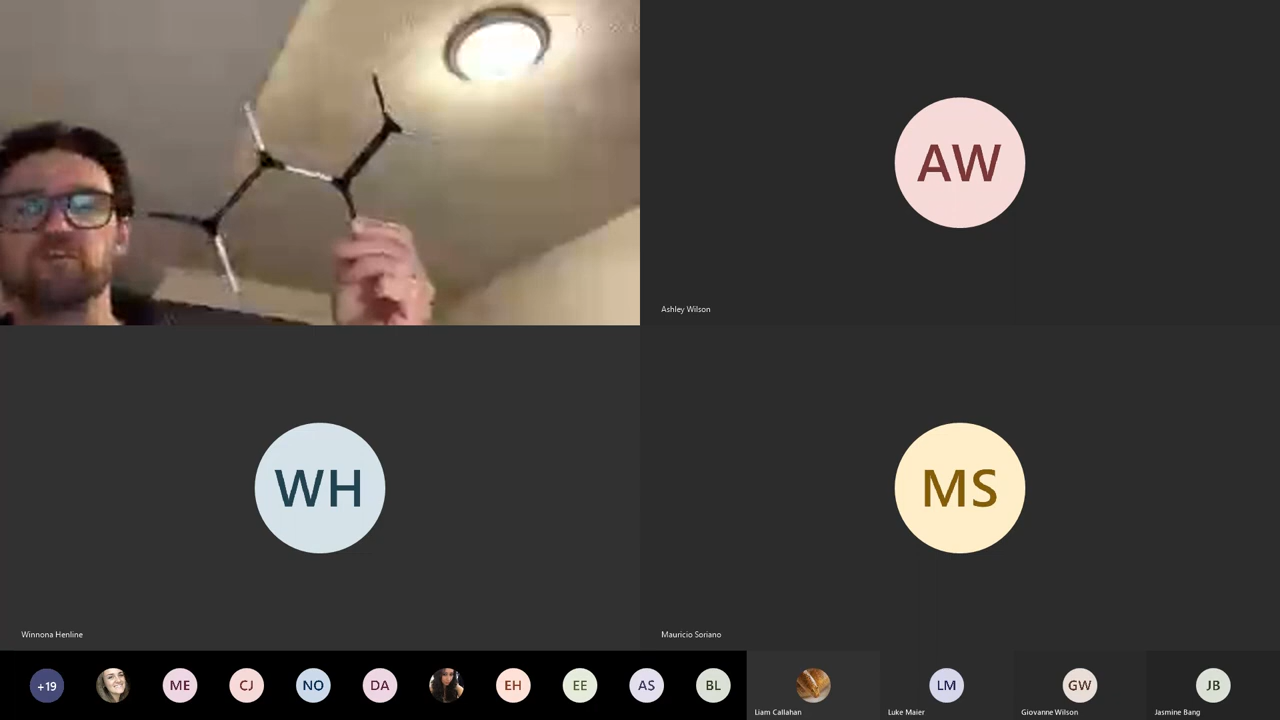 AW
Ashley Wilson
WH
MS
Winnona Henline
Mauricio Soriano
+19
ME
CJ
NO
DA
EH
EE
AS
BL
Liam Callahan
LM
Luke Maier
GW
Giovanne Wilson
JB
Jasmine Bang